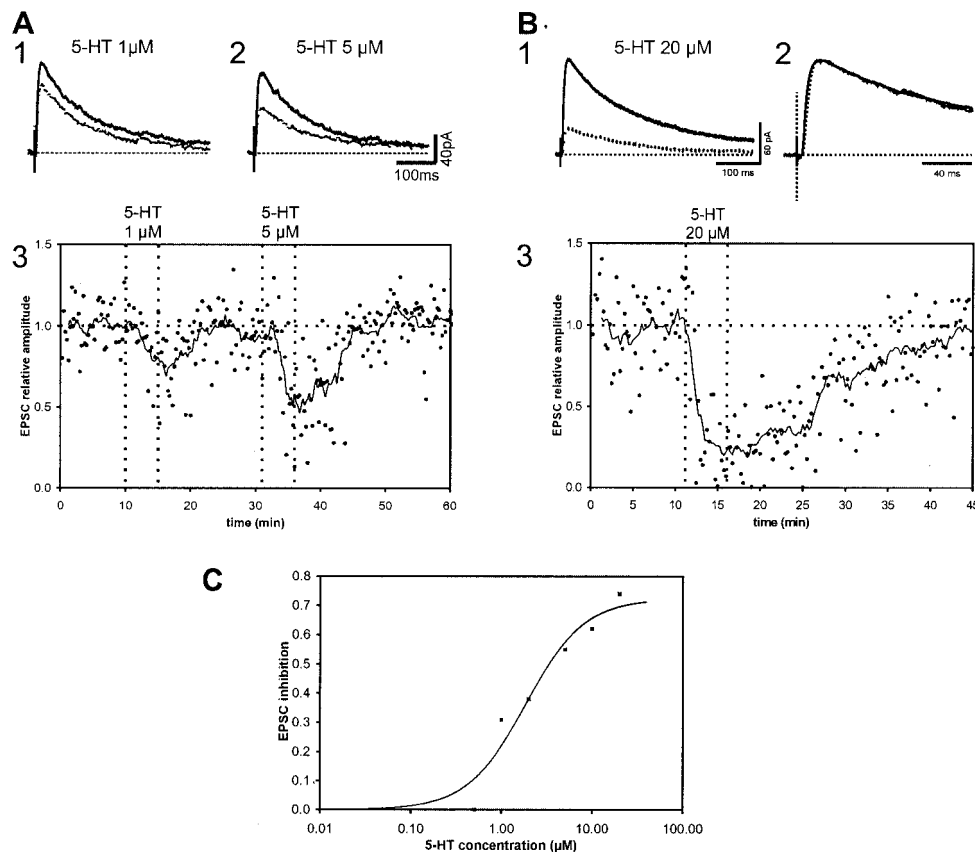 A
1
5-HT 1µM
2
5-HT 5 µM
40pA
100ms
5-HT
1 µM
5-HT
5 µM
3
EPSC relative amplitude
1.5
1.0
0.5
0.0
0 10 20 30 40 50 60
time (min)
B
1
5-HT 20 µM
2
60 pA
100 ms
40 ms
5-HT
20 µM
3
EPSC relative amplitude
1.5
1.0
0.5
0.0
0 5 10 15 20 25 30 35 40 45
time (min)
C
EPSC inhibition
0.8
0.7
0.6
0.5
0.4
0.3
0.2
0.1
0.0
0.01 0.10 1.00 10.00 100.00
5-HT concentration (µM)